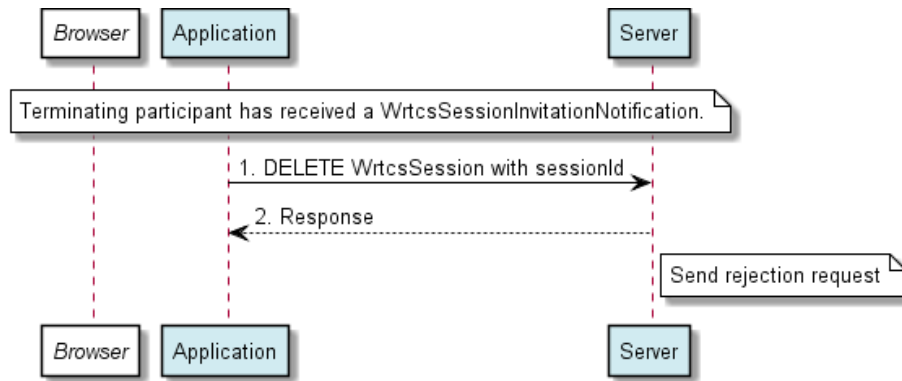 Browser
Application
Server
Terminating participant has received a WrtcsSessionInvitationNotification.
1. DELETE WrtcsSession with sessionId
2. Response
Send rejection request
Browser
Application
Server